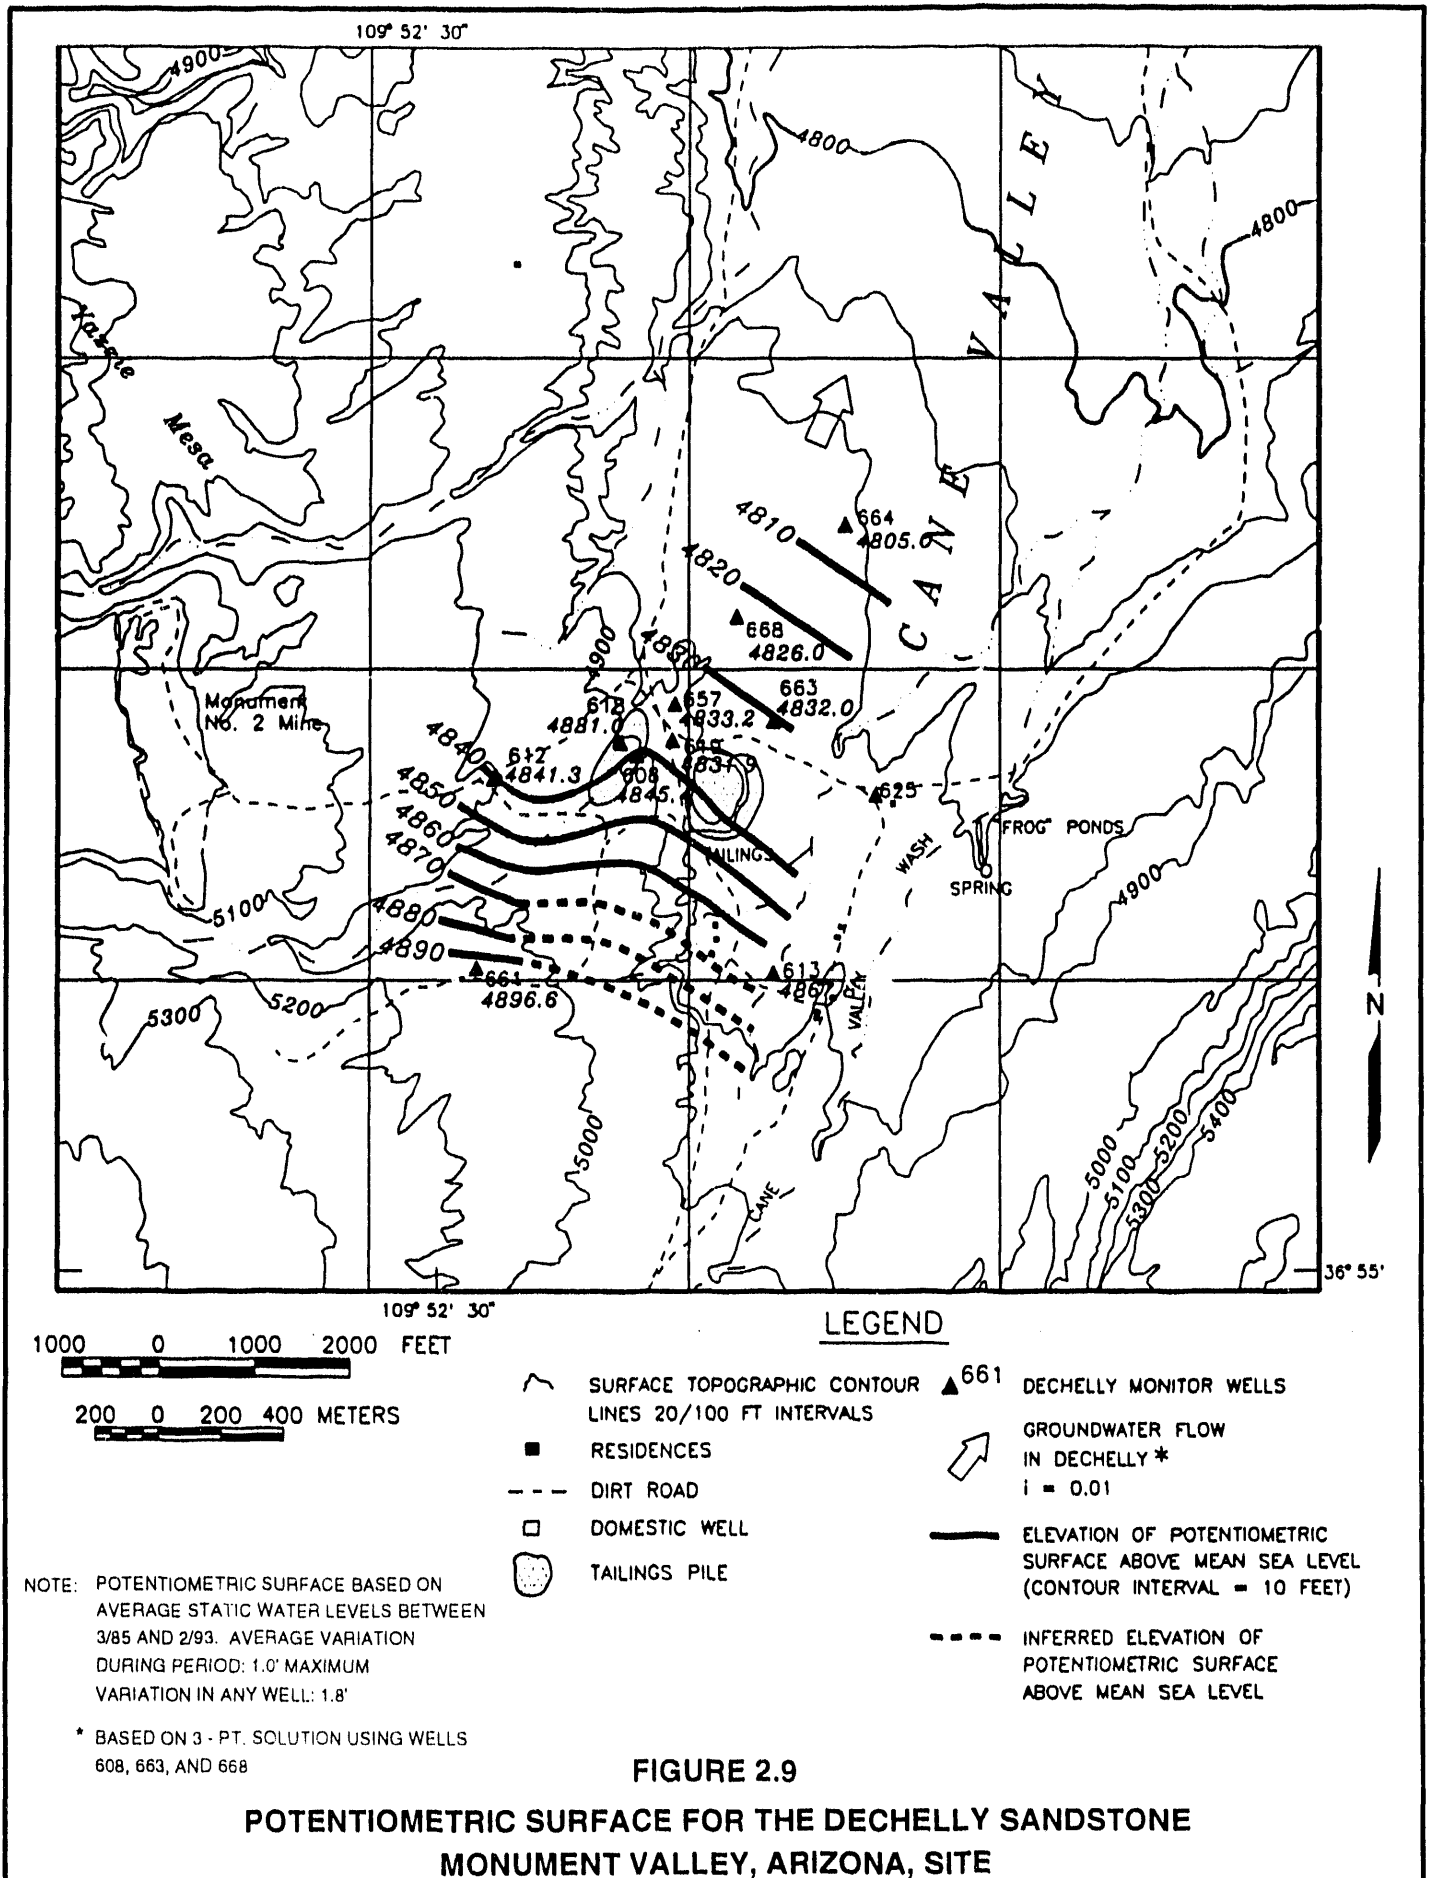 109° 52' 30"
4900
4800
4800
CANE VALLEY
Yazzie
Mesa
664
4805.0
4810
4820
668
4826.0
4900
4830
Monument
No. 2 Mine
618
4881.0
657
4833.2
663
4832.0
619
4831.9
4840
612
4841.3
608
4845.
4850
4860
4870
4880
4890
625
"FROG" PONDS
TAILINGS
WASH
SPRING
4900
5100
661
4896.6
613
486
VALLEY
5200
5300
5000
CANE
5000
5100
5200
5300
5400
N
36° 55'
109° 52' 30"
LEGEND
1000 0 1000 2000 FEET
200 0 200 400 METERS
SURFACE TOPOGRAPHIC CONTOUR
LINES 20/100 FT INTERVALS
RESIDENCES
DIRT ROAD
DOMESTIC WELL
TAILINGS PILE
661 DECHELLY MONITOR WELLS
GROUNDWATER FLOW
IN DECHELLY *
i = 0.01
ELEVATION OF POTENTIOMETRIC
SURFACE ABOVE MEAN SEA LEVEL
(CONTOUR INTERVAL = 10 FEET)
INFERRED ELEVATION OF
POTENTIOMETRIC SURFACE
ABOVE MEAN SEA LEVEL
NOTE: POTENTIOMETRIC SURFACE BASED ON
AVERAGE STATIC WATER LEVELS BETWEEN
3/85 AND 2/93. AVERAGE VARIATION
DURING PERIOD: 1.0' MAXIMUM
VARIATION IN ANY WELL: 1.8'
* BASED ON 3 - PT. SOLUTION USING WELLS
608, 663, AND 668
FIGURE 2.9
POTENTIOMETRIC SURFACE FOR THE DECHELLY SANDSTONE
MONUMENT VALLEY, ARIZONA, SITE